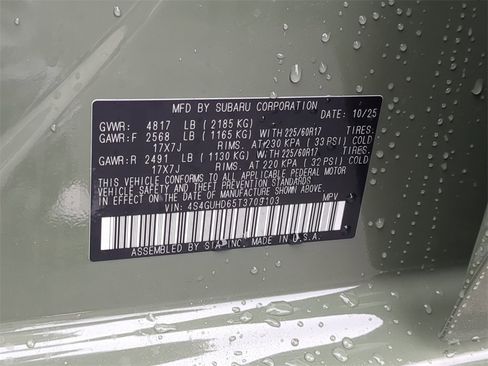 MFD BY SUBARU CORPORATION DATE: 10/25
GVWR: 4817 LB ( 2185 KG)
GAWR:F 2568 LB ( 1165 KG) WITH 225/60R17 TIRES.
17X7J RIMS. AT 230 KPA ( 33 PSI) COLD
GAWR:R 2491 LB ( 1130 KG) WITH 225/60R17 TIRES.
17X7J RIMS. AT 220 KPA ( 32 PSI) COLD
THIS VEHICLE CONFORMS TO ALL APPLICABLE FEDERAL MOTOR
VEHICLE SAFETY AND THEFT PREVENTION STANDARDS
IN EFFECT ON THE DATE OF MANUFACTURE SHOWN ABOVE.
VIN: 4S4GUHD65T3709103 MPV
ASSEMBLED BY SIA INC. MADE IN U.S.A.